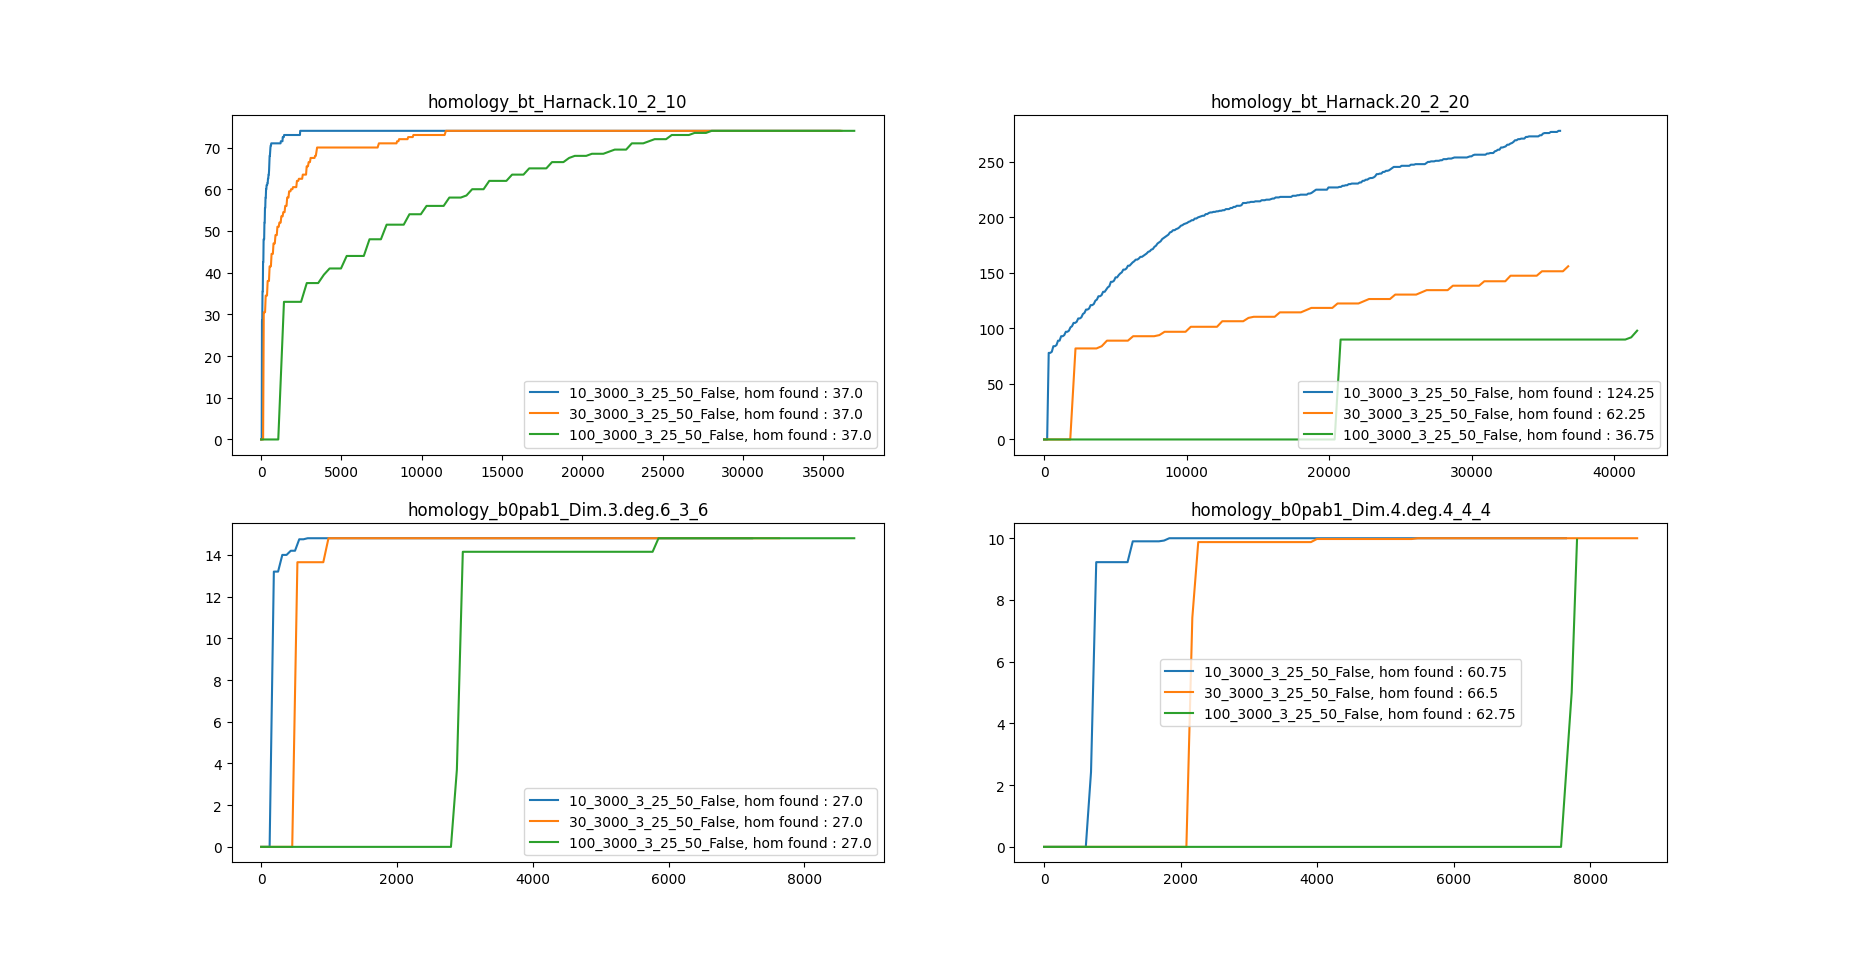 homology_bt_Harnack.10_2_10
70
60
50
40
30
20
10
0
0 5000 10000 15000 20000 25000 30000 35000
10_3000_3_25_50_False, hom found : 37.0
30_3000_3_25_50_False, hom found : 37.0
100_3000_3_25_50_False, hom found : 37.0
homology_bt_Harnack.20_2_20
250
200
150
100
50
0
0 10000 20000 30000 40000
10_3000_3_25_50_False, hom found : 124.25
30_3000_3_25_50_False, hom found : 62.25
100_3000_3_25_50_False, hom found : 36.75
homology_b0pab1_Dim.3.deg.6_3_6
14
12
10
8
6
4
2
0
0 2000 4000 6000 8000
10_3000_3_25_50_False, hom found : 27.0
30_3000_3_25_50_False, hom found : 27.0
100_3000_3_25_50_False, hom found : 27.0
homology_b0pab1_Dim.4.deg.4_4_4
10
8
6
4
2
0
0 2000 4000 6000 8000
10_3000_3_25_50_False, hom found : 60.75
30_3000_3_25_50_False, hom found : 66.5
100_3000_3_25_50_False, hom found : 62.75